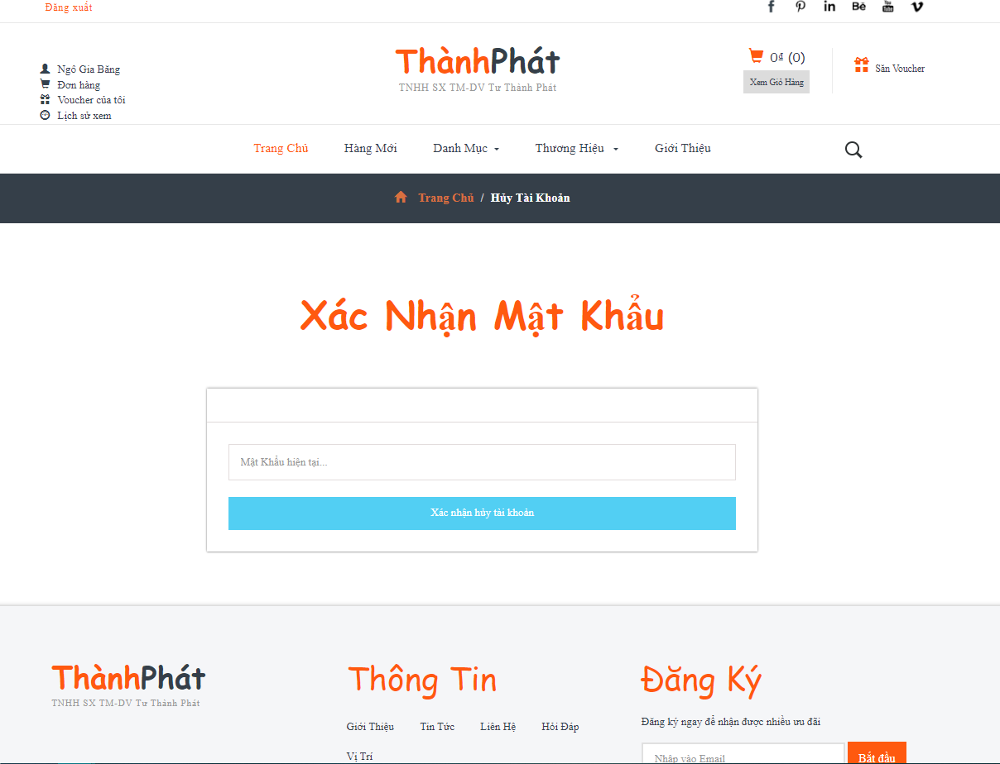 Đăng xuất
Ngô Gia Băng
Đơn hàng
Voucher của tôi
Lịch sử xem
ThànhPhát
TNHH SX TM-DV Tư Thành Phát
0₫ (0)
Xem Giỏ Hàng
Săn Voucher
Trang Chủ Hàng Mới Danh Mục Thương Hiệu Giới Thiệu
Trang Chủ / Hủy Tài Khoản
Xác Nhận Mật Khẩu
Mật Khẩu hiện tại...
Xác nhận hủy tài khoản
ThànhPhát
TNHH SX TM-DV Tư Thành Phát
Thông Tin
Giới Thiệu Tin Tức Liên Hệ Hỏi Đáp
Vị Trí
Đăng Ký
Đăng ký ngay để nhận được nhiều ưu đãi
Nhập vào Email
Bắt đầu